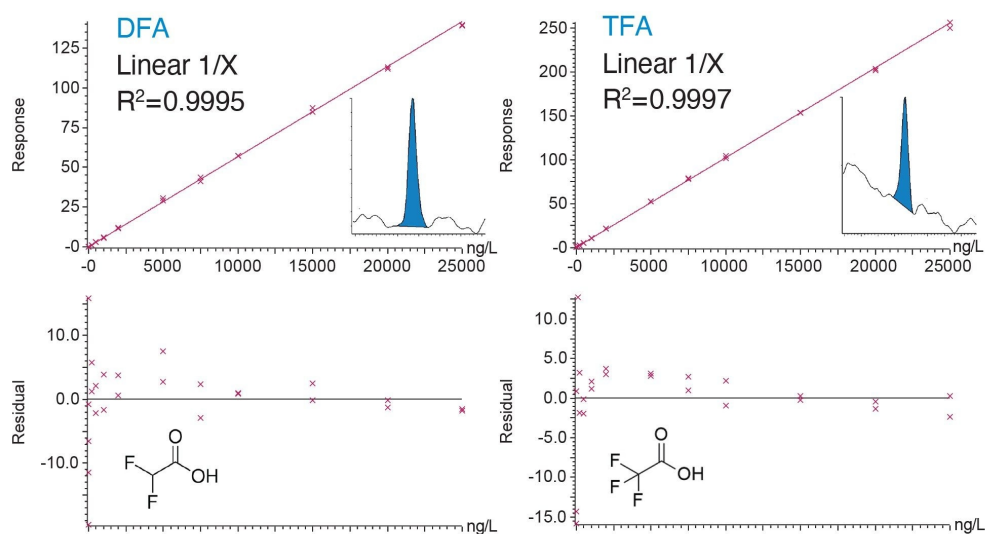 DFA
Linear 1/X
R²=0.9995
Response
125
100
75
50
25
-0
-0 5000 10000 15000 20000 25000 ng/L
TFA
Linear 1/X
R²=0.9997
Response
250
200
150
100
50
-0
-0 5000 10000 15000 20000 25000 ng/L
Residual
10.0
0.0
-10.0
ng/L
O
F
OH
F
Residual
10.0
5.0
0.0
-5.0
-10.0
-15.0
ng/L
O
F
OH
F
F